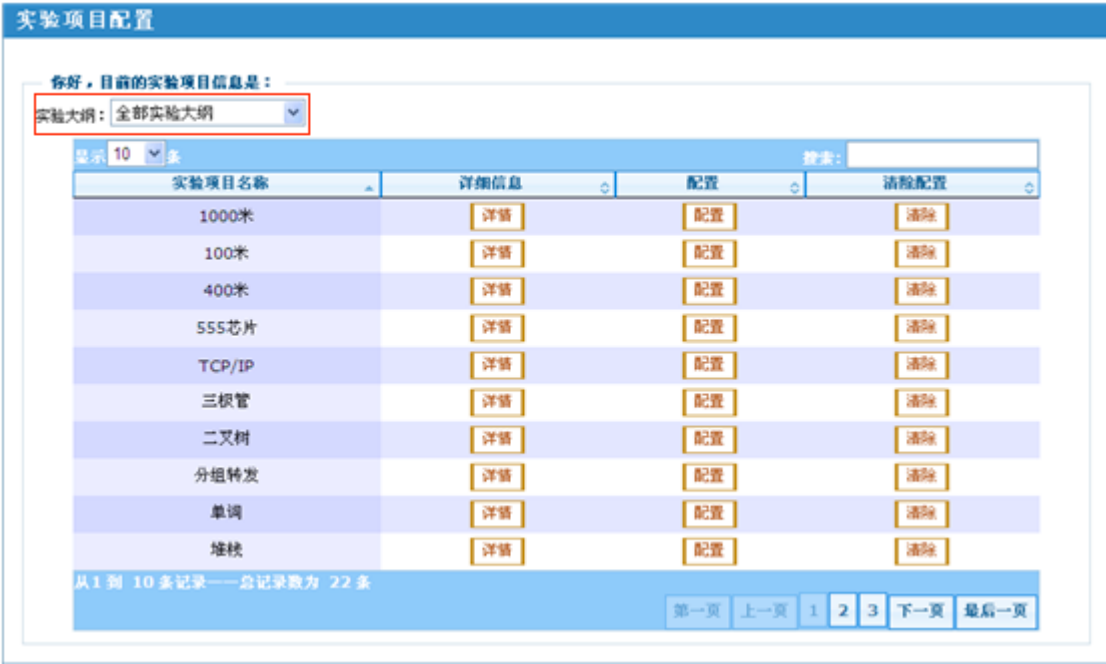 实验项目配置
你好，目前的实验项目信息是：
实验大纲： 全部实验大纲
显示 10 条 搜索：
实验项目名称 详细信息 配置 清除配置
1000米 详情 配置 清除
100米 详情 配置 清除
400米 详情 配置 清除
555芯片 详情 配置 清除
TCP/IP 详情 配置 清除
三极管 详情 配置 清除
二叉树 详情 配置 清除
分组转发 详情 配置 清除
单词 详情 配置 清除
堆栈 详情 配置 清除
从1 到 10 条记录——总记录数为 22 条
第一页 上一页 1 2 3 下一页 最后一页